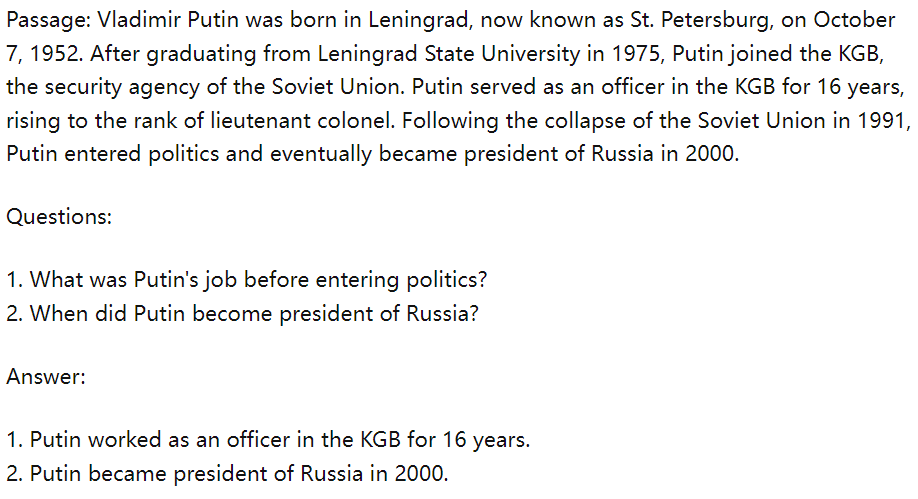 Passage: Vladimir Putin was born in Leningrad, now known as St. Petersburg, on October
7, 1952. After graduating from Leningrad State University in 1975, Putin joined the KGB,
the security agency of the Soviet Union. Putin served as an officer in the KGB for 16 years,
rising to the rank of lieutenant colonel. Following the collapse of the Soviet Union in 1991,
Putin entered politics and eventually became president of Russia in 2000.
Questions:
1. What was Putin's job before entering politics?
2. When did Putin become president of Russia?
Answer:
1. Putin worked as an officer in the KGB for 16 years.
2. Putin became president of Russia in 2000.